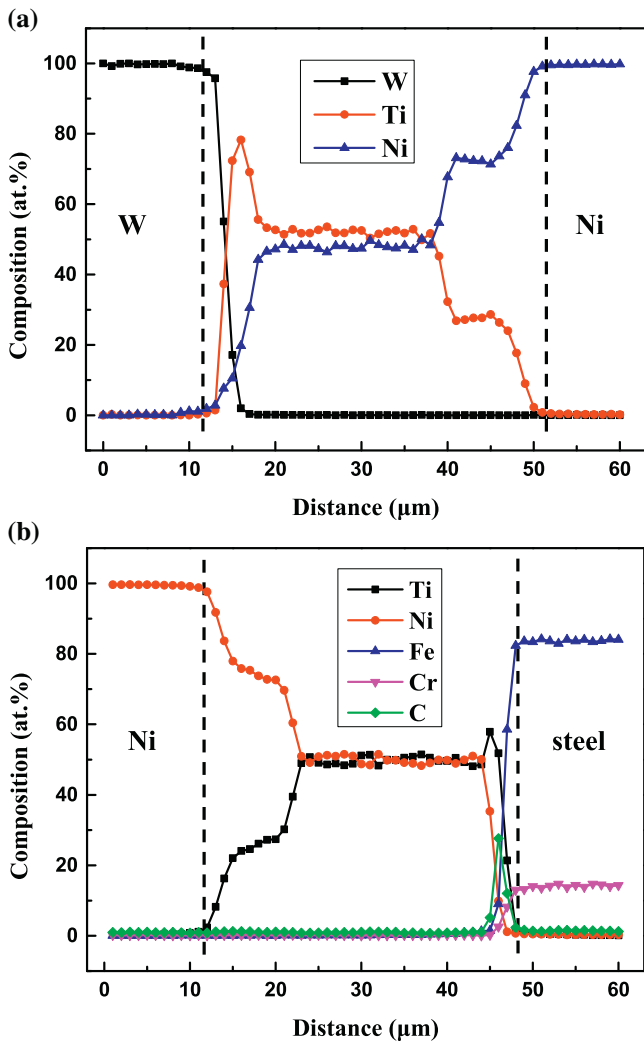 (a)
100
80
60
40
20
0
Composition (at.%)
W
Ti
Ni
W
Ni
0 10 20 30 40 50 60
Distance (μm)
(b)
100
80
60
40
20
0
Composition (at.%)
Ti
Ni
Fe
Cr
C
Ni
steel
0 10 20 30 40 50 60
Distance (μm)